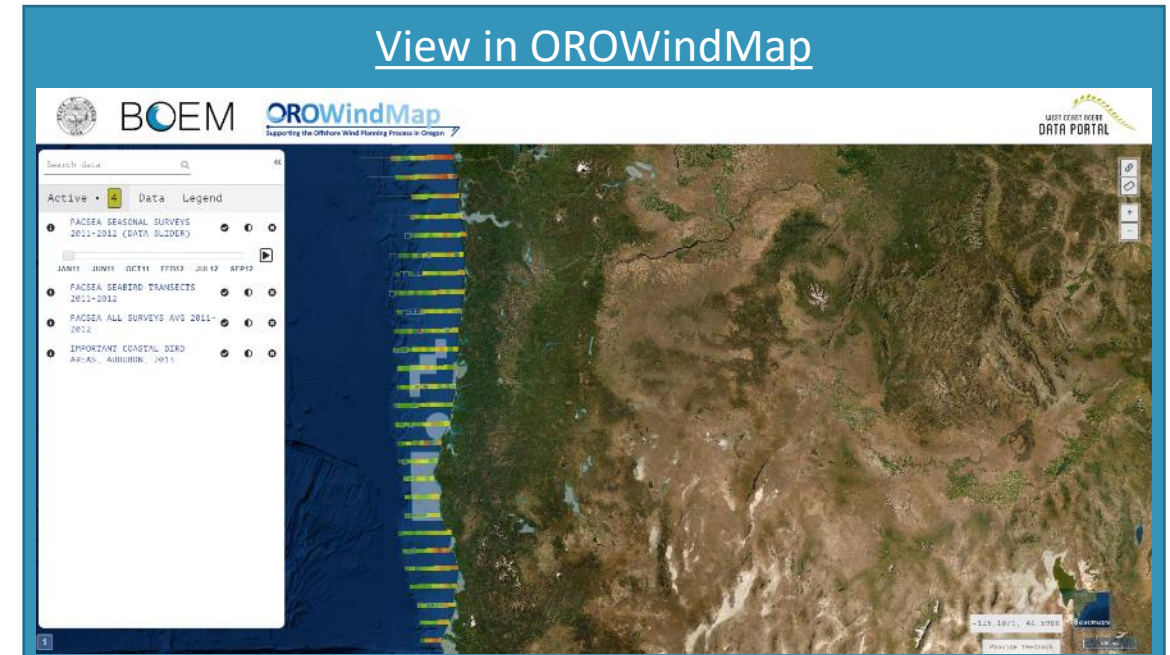 View in OROWindMap
BOEM
OROWindMap
Supporting the Offshore Wind Planning Process in Oregon
WEST COAST OCEAN
DATA PORTAL
Search data
Active • 4 Data Legend
PACSEA SEASONAL SURVEYS
2011-2012 (DATA SLIDER)
JAN11 JUN11 OCT11 FEB12 JUL12 SEP12
PACSEA SEABIRD TRANSECTS
2011-2012
PACSEA ALL SURVEYS AVG 2011-
2012
IMPORTANT COASTAL BIRD
AREAS, AUDUBON,
Basemaps
Provide feedback
1